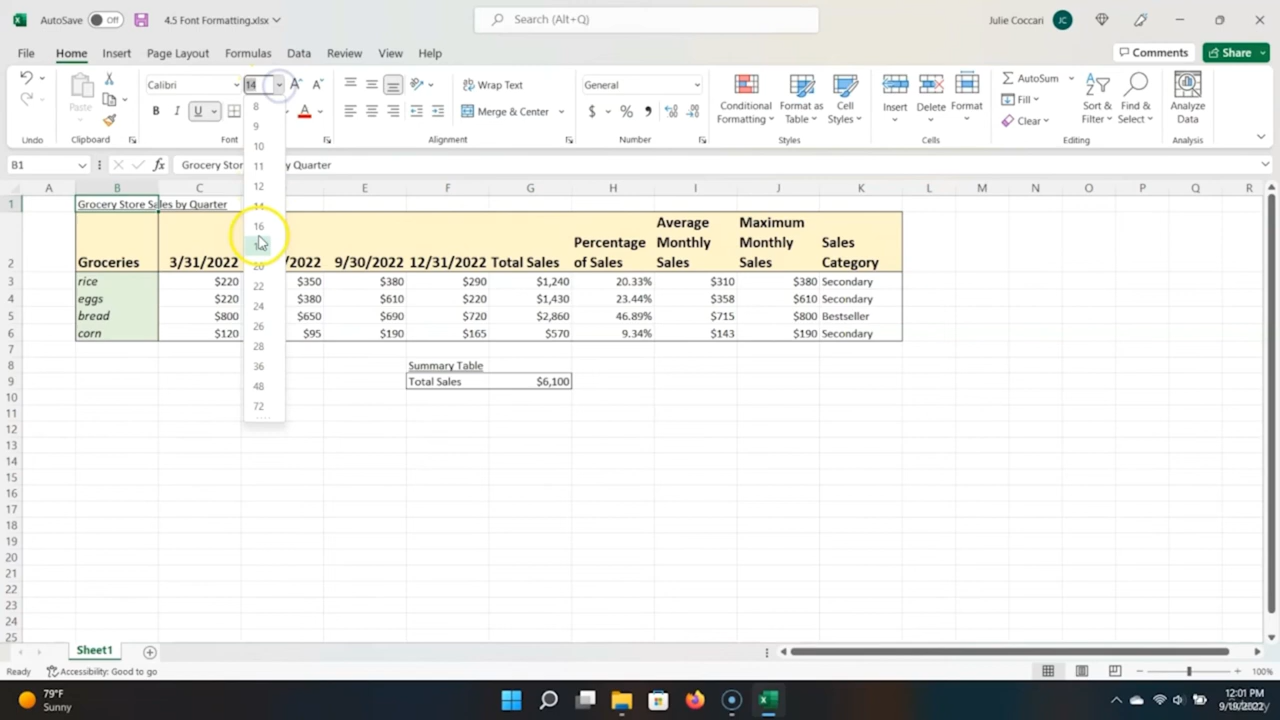 AutoSave Off 4.5 Font Formatting.xlsx Search (Alt+Q) Julie Coccari JC
File Home Insert Page Layout Formulas Data Review View Help Comments Share
Calibri 14 Wrap Text General AutoSum
Paste Merge & Center $ % Conditional Formatting Format as Table Cell Styles Insert Delete Format Fill Clear Sort & Filter Find & Select Analyze Data
Undo Clipboard Font Alignment Number Styles Cells Editing Analysis
B1 fx Grocery Store Sales by Quarter
8
9
10
11
12
14
16
20
22
24
26
28
36
48
72
A B C E F G H I J K L M N O P Q R
1 Grocery Store Sales by Quarter
2 Groceries 3/31/2022 /2022 9/30/2022 12/31/2022 Total Sales Percentage of Sales Average Monthly Sales Maximum Monthly Sales Sales Category
3 rice $220 $350 $380 $290 $1,240 20.33% $310 $380 Secondary
4 eggs $220 $380 $610 $220 $1,430 23.44% $358 $610 Secondary
5 bread $800 $650 $690 $720 $2,860 46.89% $715 $800 Bestseller
6 corn $120 $95 $190 $165 $570 9.34% $143 $190 Secondary
7
8 Summary Table
9 Total Sales $6,100
10
11
12
13
14
15
16
17
18
19
20
21
22
23
24
25
Sheet1
Ready Accessibility: Good to go 100%
79°F
Sunny
12:01 PM
9/19/2022